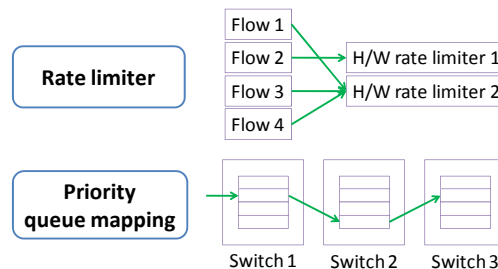 Rate limiter
Flow 1
Flow 2
Flow 3
Flow 4
H/W rate limiter 1
H/W rate limiter 2
Priority
queue mapping
Switch 1
Switch 2
Switch 3